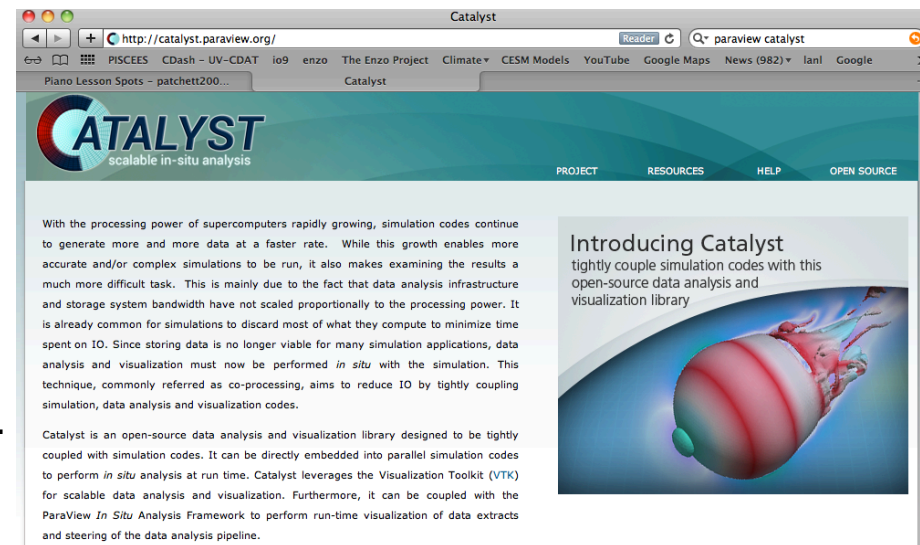 Catalyst
http://catalyst.paraview.org/
Reader
paraview catalyst
PISCEES CDash – UV-CDAT io9 enzo The Enzo Project Climate▾ CESM Models YouTube Google Maps News (982)▾ lanl Google
Piano Lesson Spots – patchett200...
Catalyst
CATALYST
scalable in-situ analysis
PROJECT RESOURCES HELP OPEN SOURCE
With the processing power of supercomputers rapidly growing, simulation codes continue
to generate more and more data at a faster rate. While this growth enables more
accurate and/or complex simulations to be run, it also makes examining the results a
much more difficult task. This is mainly due to the fact that data analysis infrastructure
and storage system bandwidth have not scaled proportionally to the processing power. It
is already common for simulations to discard most of what they compute to minimize time
spent on IO. Since storing data is no longer viable for many simulation applications, data
analysis and visualization must now be performed in situ with the simulation. This
technique, commonly referred as co-processing, aims to reduce IO by tightly coupling
simulation, data analysis and visualization codes.
Catalyst is an open-source data analysis and visualization library designed to be tightly
coupled with simulation codes. It can be directly embedded into parallel simulation codes
to perform in situ analysis at run time. Catalyst leverages the Visualization Toolkit (VTK)
for scalable data analysis and visualization. Furthermore, it can be coupled with the
ParaView In Situ Analysis Framework to perform run-time visualization of data extracts
and steering of the data analysis pipeline.
Introducing Catalyst
tightly couple simulation codes with this
open-source data analysis and
visualization library